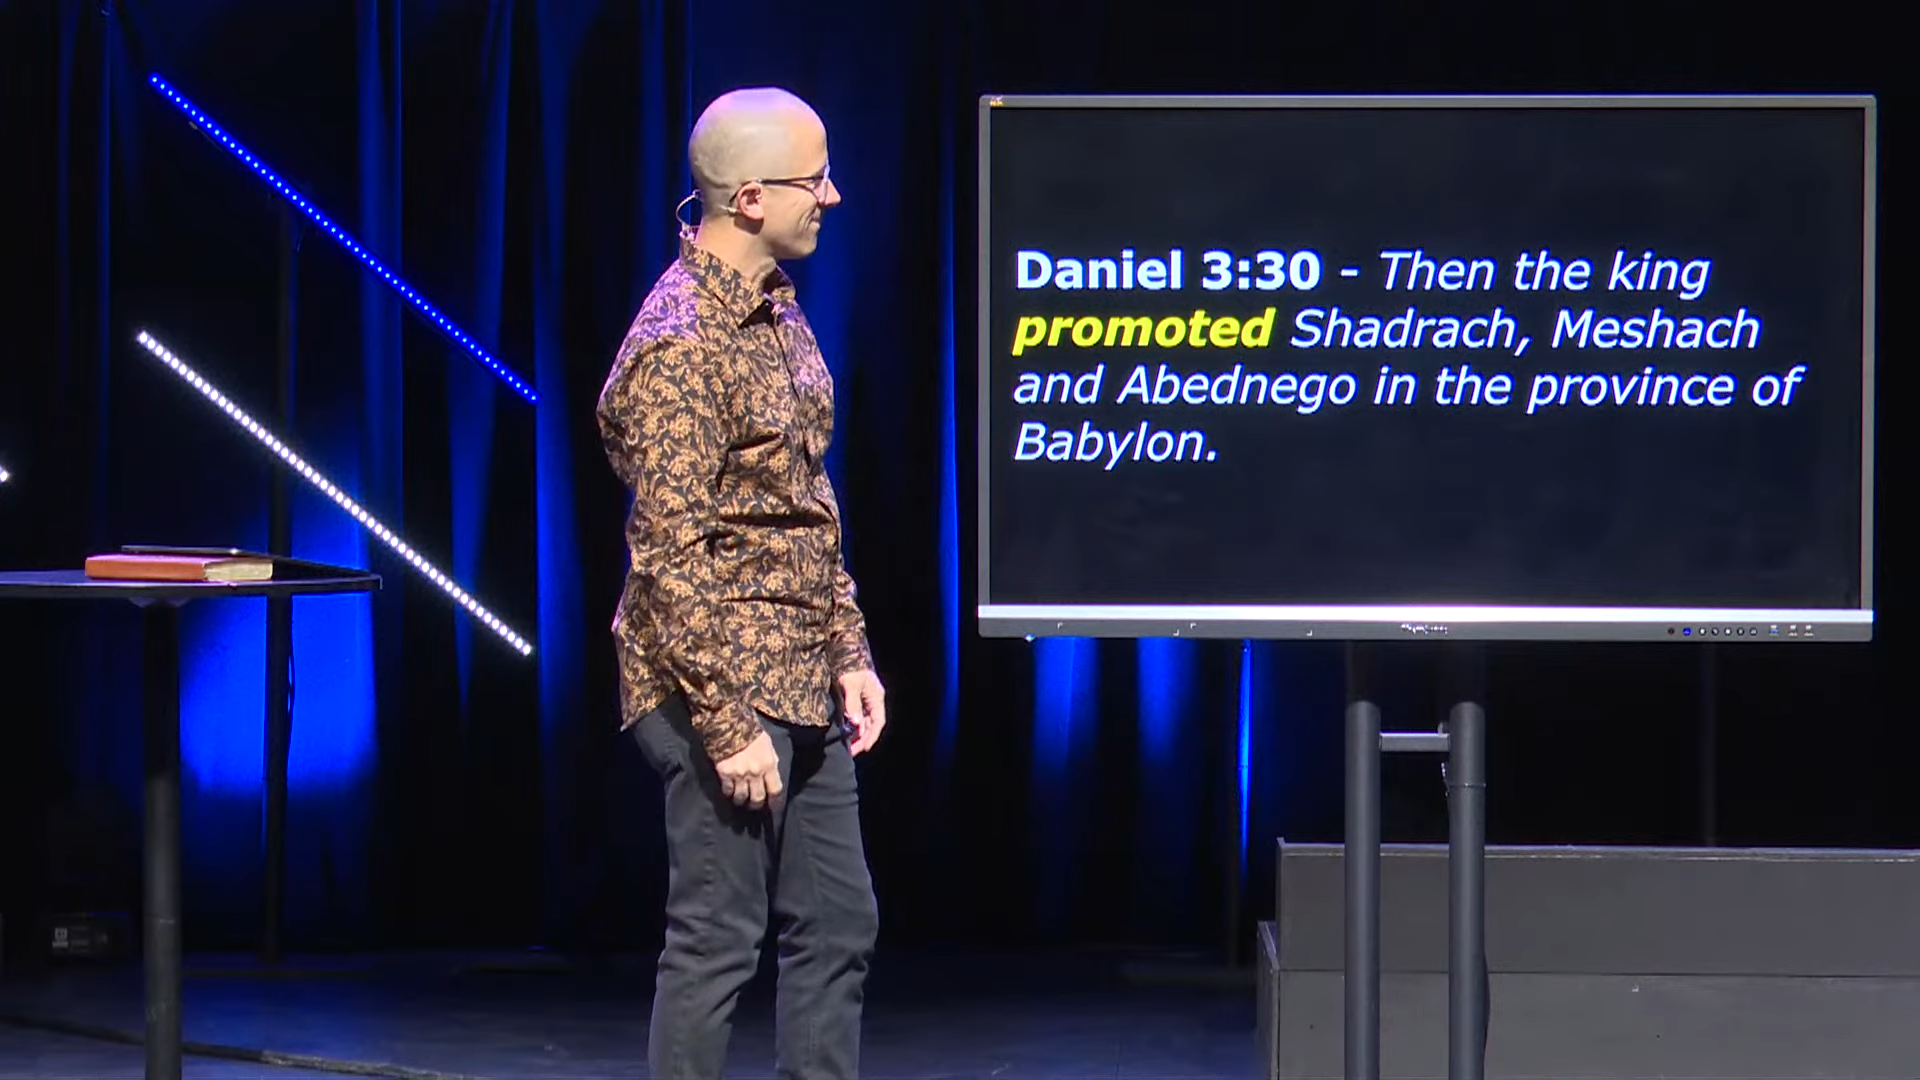 Daniel 3:30 - Then the king
promoted Shadrach, Meshach
and Abednego in the province of
Babylon.